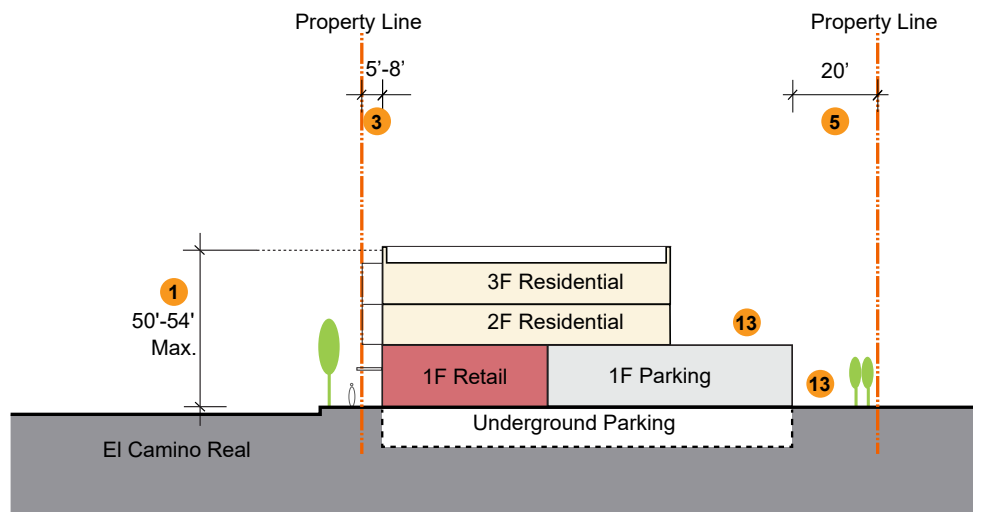 Property Line
Property Line
5’-8’
20’
3
5
1
50'-54'
Max.
3F Residential
2F Residential
13
1F Retail
1F Parking
13
Underground Parking
El Camino Real